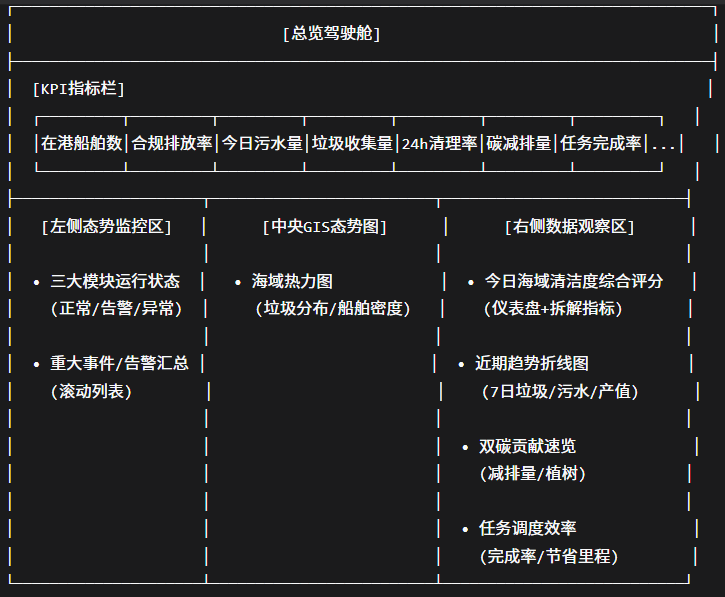 [总览驾驶舱]
[KPI指标栏]
在港船舶数 合规排放率 今日污水量 垃圾收集量 24h清理率 碳减排量 任务完成率 ...
[左侧态势监控区] [中央GIS态势图] [右侧数据观察区]
• 三大模块运行状态 • 海域热力图 • 今日海域清洁度综合评分
(正常/告警/异常) (垃圾分布/船舶密度) (仪表盘+拆解指标)
• 重大事件/告警汇总 • 近期趋势折线图
(滚动列表) (7日垃圾/污水/产值)
• 双碳贡献速览
(减排量/植树)
• 任务调度效率
(完成率/节省里程)